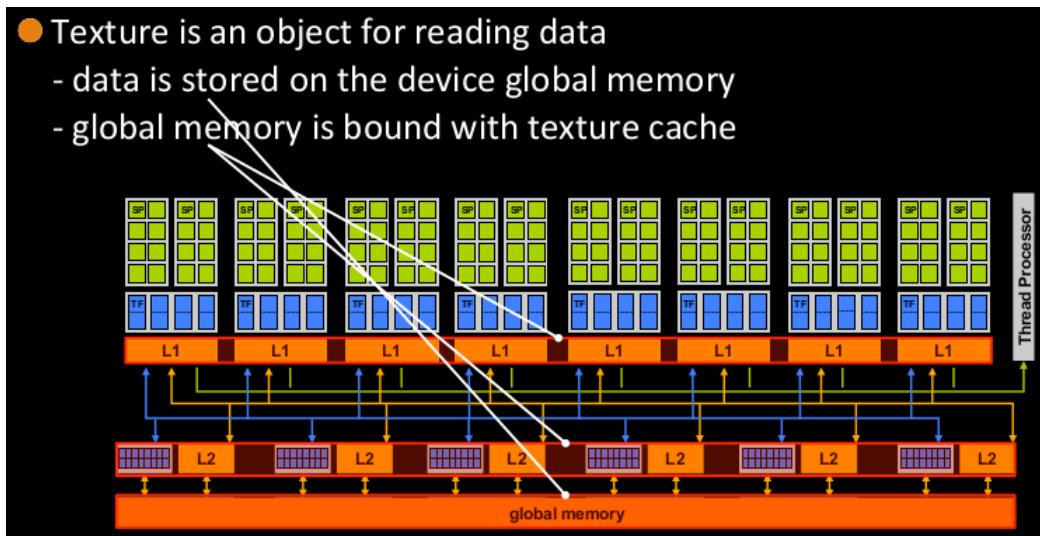 Texture is an object for reading data
- data is stored on the device global memory
- global memory is bound with texture cache
SP SP SP SP SP SP SP SP SP SP SP SP SP SP SP SP
Thread Processor
TF TF TF TF TF TF TF TF
L1 L1 L1 L1 L1 L1 L1 L1
L2 L2 L2 L2 L2 L2
global memory